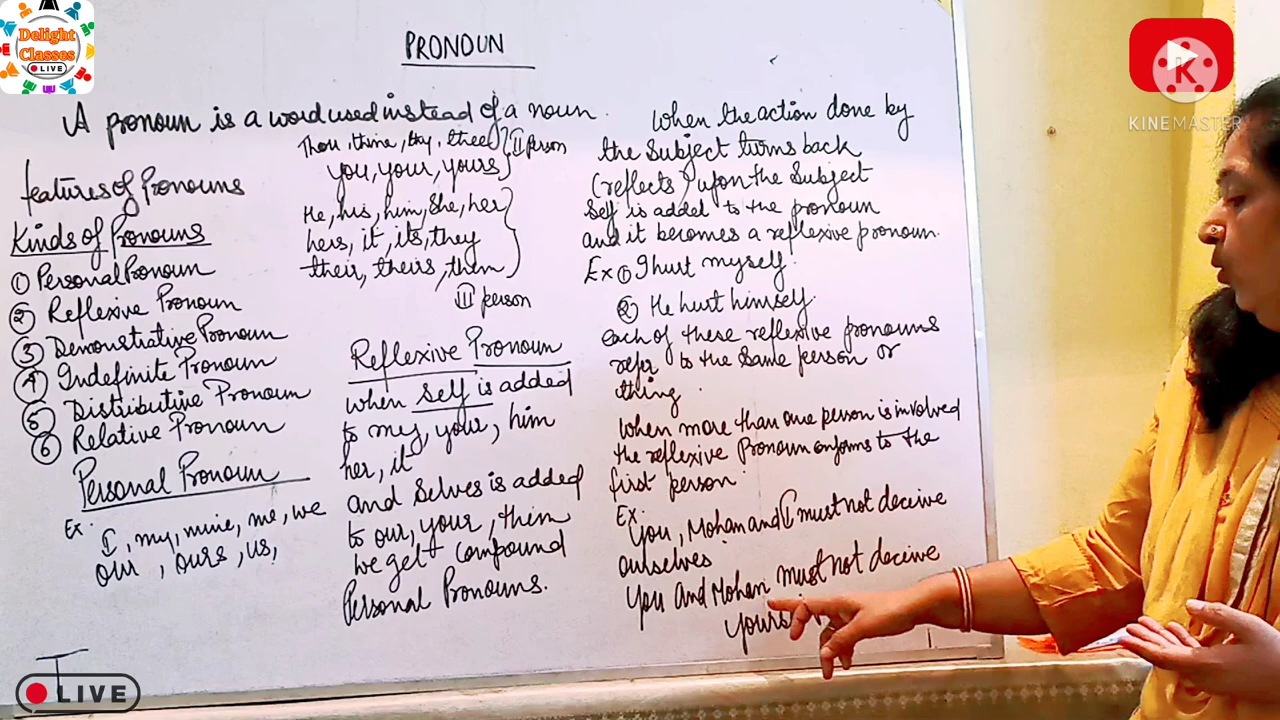 Delight
Classes
LIVE
KINEMASTER
PRONOUN
A pronoun is a word used instead of a noun.
features of Pronouns
Kinds of Pronouns
① Personal Pronoun
② Reflexive Pronoun
③ Demonstrative Pronoun
④ Indefinite Pronoun
⑤ Distributive Pronoun
⑥ Relative Pronoun
Personal Pronoun
Ex. I, my, mine, me, we
our, ours, us,
Thou, thine, thy, thee II person
you, your, yours
He, his, him, She, her
hers, it, its, they
their, theirs, them
III person
Reflexive Pronoun
when Self is added
to my, your, him
her, it
and Selves is added
to our, your, them
we get compound
Personal Pronouns.
When the action done by
the Subject turns back
(reflects) upon the Subject
Self is added to the pronoun
and it becomes a reflexive pronoun.
Ex ① I hurt myself.
② He hurt himself.
each of these reflexive pronouns
refer to the same person or
thing.
When more than one person is involved
the reflexive Pronoun conforms to the
first person.
Ex.
You, Mohan and I must not decive
ourselves
You And Mohan must not decive
LIVE